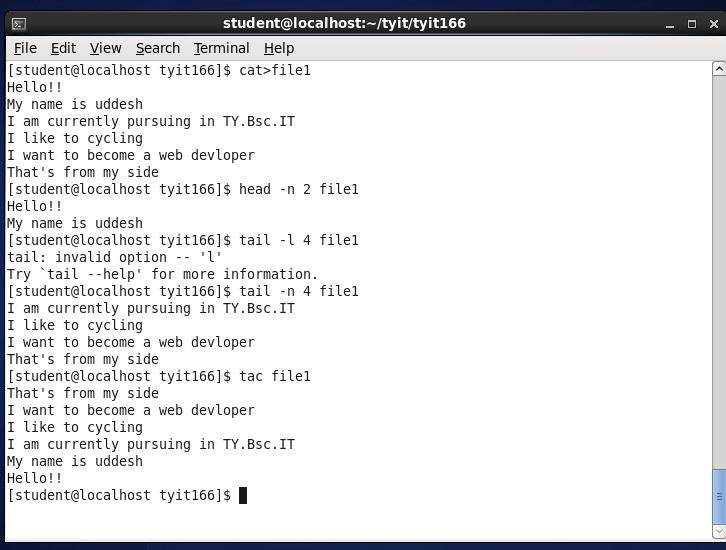 student@localhost:~/tyit/tyit166
File Edit View Search Terminal Help
[student@localhost tyit166]$ cat>file1
Hello!!
My name is uddesh
I am currently pursuing in TY.Bsc.IT
I like to cycling
I want to become a web devloper
That's from my side
[student@localhost tyit166]$ head -n 2 file1
Hello!!
My name is uddesh
[student@localhost tyit166]$ tail -l 4 file1
tail: invalid option -- 'l'
Try `tail --help' for more information.
[student@localhost tyit166]$ tail -n 4 file1
I am currently pursuing in TY.Bsc.IT
I like to cycling
I want to become a web devloper
That's from my side
[student@localhost tyit166]$ tac file1
That's from my side
I want to become a web devloper
I like to cycling
I am currently pursuing in TY.Bsc.IT
My name is uddesh
Hello!!
[student@localhost tyit166]$